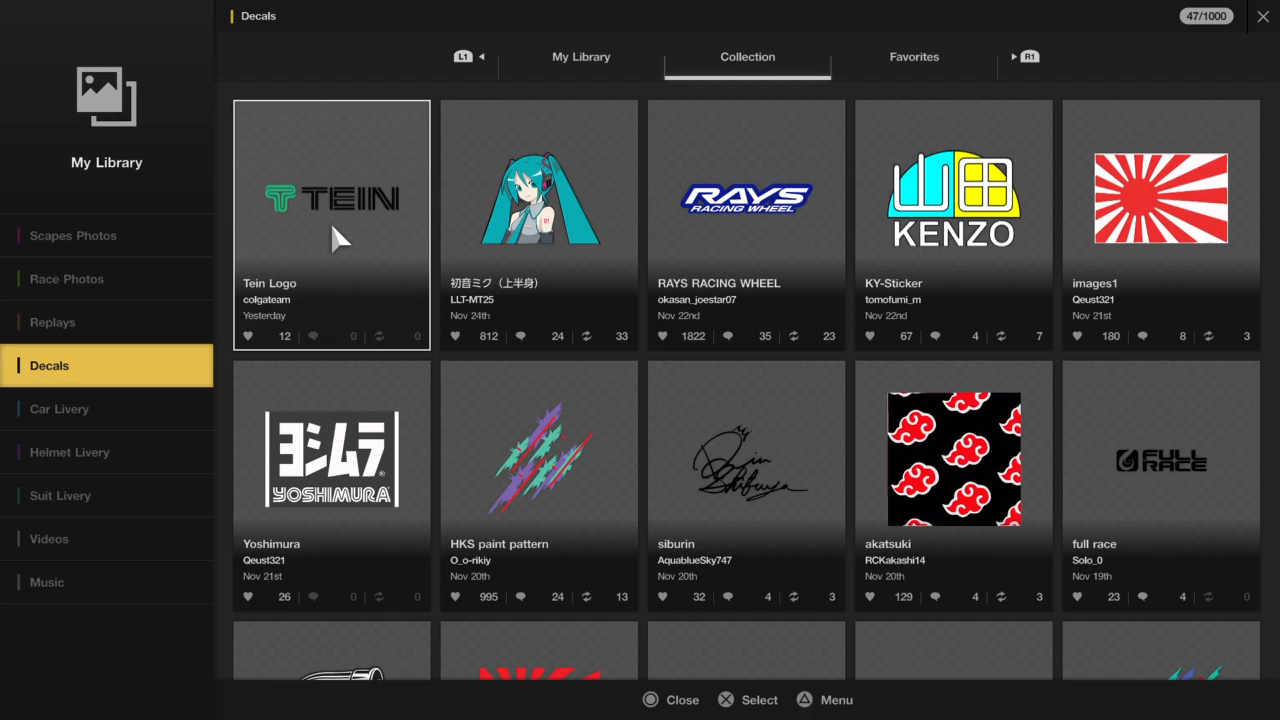 Decals
47/1000
L1
My Library
Collection
Favorites
R1
My Library
Scapes Photos
Race Photos
Replays
Decals
Car Livery
Helmet Livery
Suit Livery
Videos
Music
TEIN
Tein Logo
colgateam
Yesterday
12 0 0
初音ミク（上半身）
LLT-MT25
Nov 24th
812 24 33
RAYS
RACING WHEEL
RAYS RACING WHEEL
okasan_joestar07
Nov 22nd
1822 35 23
山田
KENZO
KY-Sticker
tomofumi_m
Nov 22nd
67 4 7
images1
Qeust321
Nov 21st
180 8 3
ヨシムラ
YOSHIMURA
Yoshimura
Qeust321
Nov 21st
26 0 0
HKS paint pattern
O_o-rikiy
Nov 20th
995 24 13
siburin
AquablueSky747
Nov 20th
32 4 3
akatsuki
RCKakashi14
Nov 20th
129 4 3
FULL
RACE
full race
Solo_0
Nov 19th
23 4 0
Close
Select
Menu